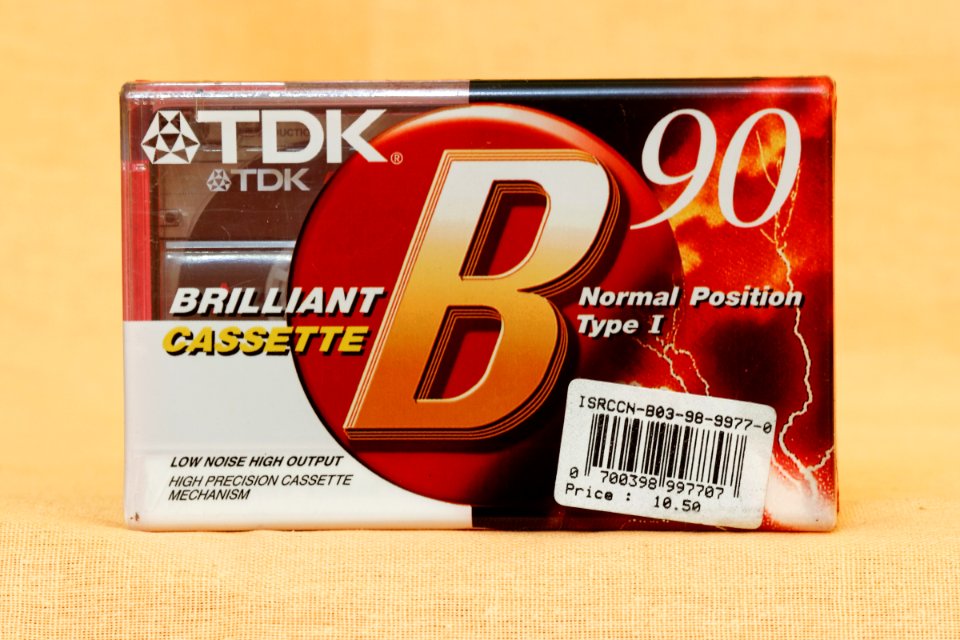 TDK®
TDK
90
B
BRILLIANT
CASSETTE
Normal Position
Type I
LOW NOISE HIGH OUTPUT
HIGH PRECISION CASSETTE
MECHANISM
ISRCCN-B03-98-9977-0
0 700398 997707
Price : 10.50